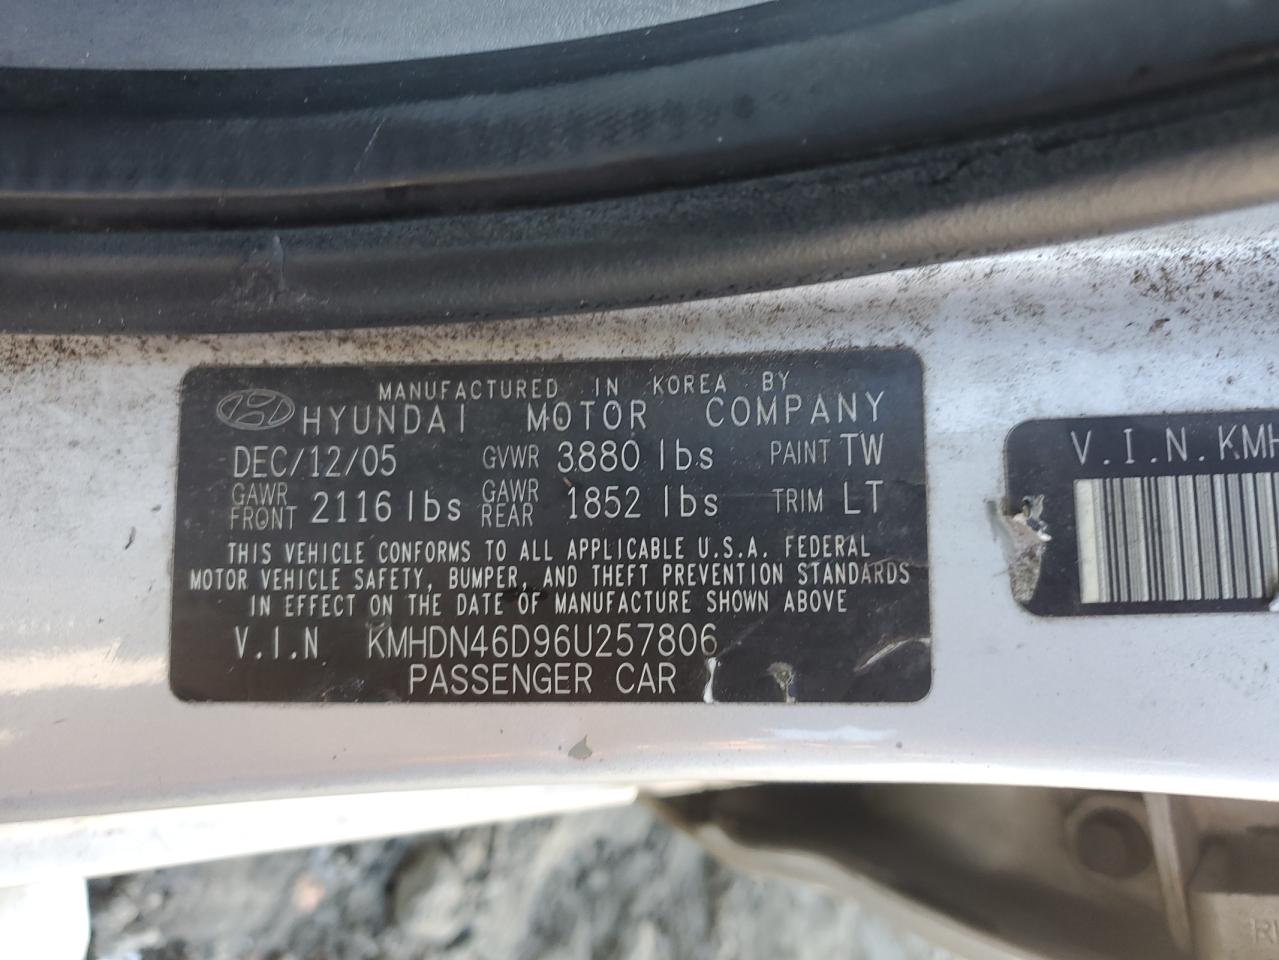 MANUFACTURED IN KOREA BY
HYUNDAI MOTOR COMPANY
DEC/12/05 GVWR 3880 lbs PAINT TW
GAWR FRONT 2116 lbs GAWR REAR 1852 lbs TRIM LT
THIS VEHICLE CONFORMS TO ALL APPLICABLE U.S.A. FEDERAL
MOTOR VEHICLE SAFETY, BUMPER, AND THEFT PREVENTION STANDARDS
IN EFFECT ON THE DATE OF MANUFACTURE SHOWN ABOVE
V.I.N KMHDN46D96U257806
PASSENGER CAR
V.I.N.KMH